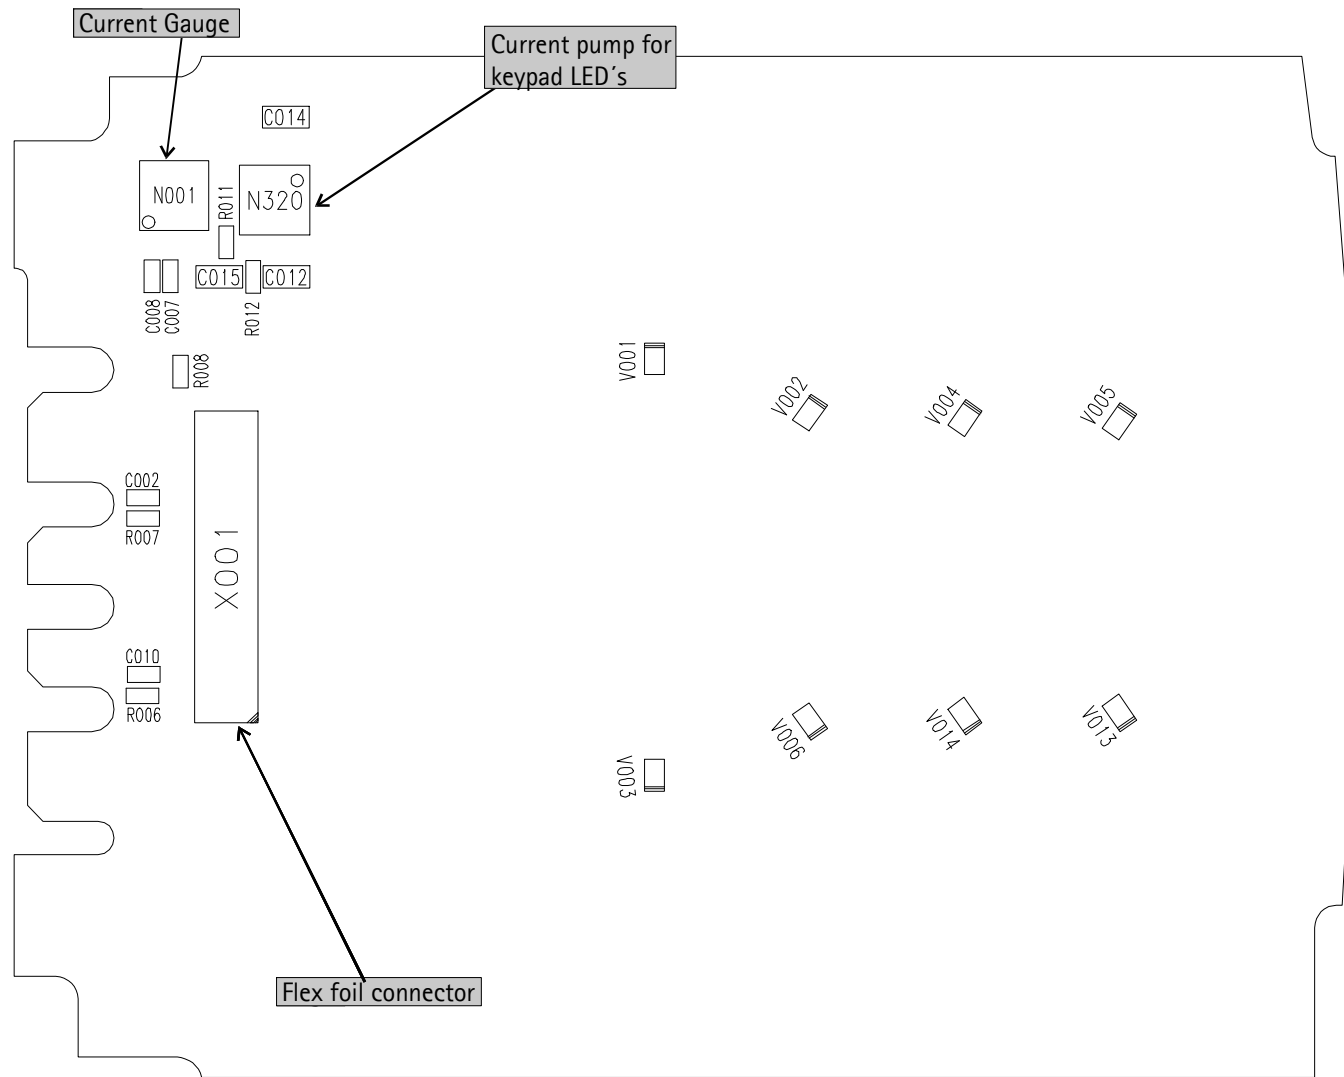 Current Gauge
Current pump for
keypad LED´s
C014
N001
R011
N320
C015
C012
C008
C007
R012
R008
V001
V002
V004
V005
C002
R007
X001
C010
R006
V006
V014
V013
V003
Flex foil connector